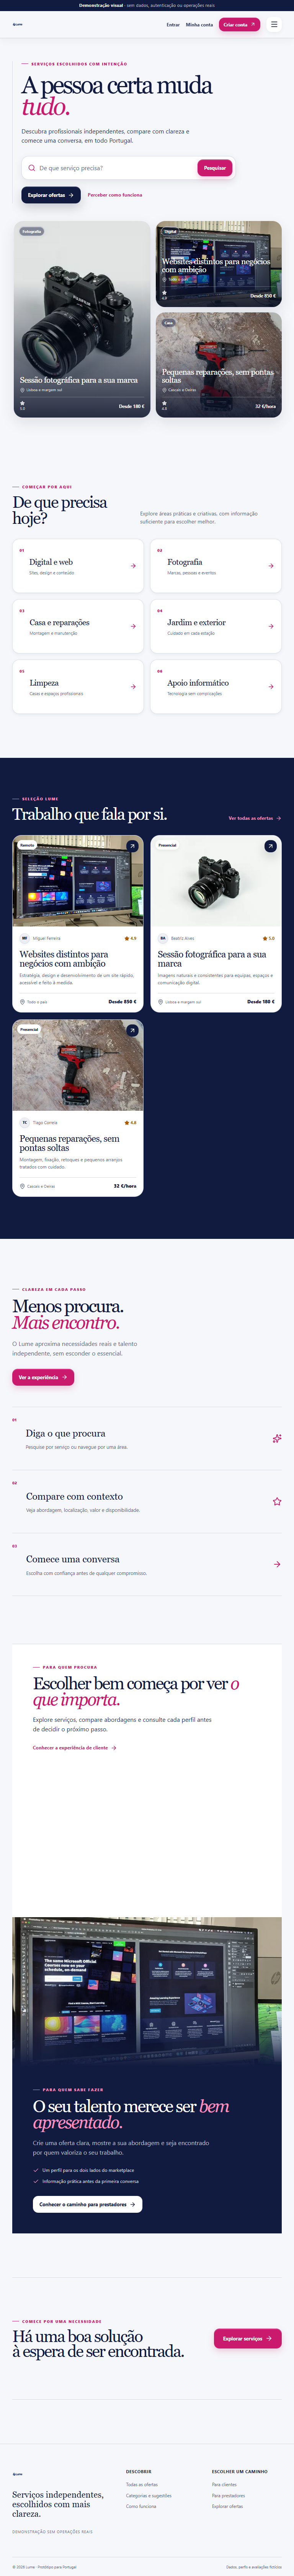 Demonstração visual · sem dados, autenticação ou operações reais
Lume
Entrar
Minha conta
Criar conta
SERVIÇOS ESCOLHIDOS COM INTENÇÃO
A pessoa certa muda
tudo.
Descubra profissionais independentes, compare com clareza e
comece uma conversa, em todo Portugal.
De que serviço precisa?
Pesquisar
Explorar ofertas
Perceber como funciona
Fotografia
Sessão fotográfica para a sua marca
Lisboa e margem sul
5.0
Desde 180 €
Digital
Websites distintos para negócios
com ambição
4.9
Desde 850 €
Casa
Pequenas reparações, sem pontas
soltas
Cascais e Oeiras
4.8
32 €/hora
COMEÇAR POR AQUI
De que precisa
hoje?
Explore áreas práticas e criativas, com informação
suficiente para escolher melhor.
01
Digital e web
Sites, design e conteúdo
02
Fotografia
Marcas, pessoas e eventos
03
Casa e reparações
Montagem e manutenção
04
Jardim e exterior
Cuidado em cada estação
05
Limpeza
Casas e espaços profissionais
06
Apoio informático
Tecnologia sem complicações
SELEÇÃO LUME
Trabalho que fala por si.
Ver todas as ofertas
Remoto
MF
Miguel Ferreira
4.9
Websites distintos para
negócios com ambição
Estratégia, design e desenvolvimento de um site rápido,
acessível e feito à medida.
Todo o país
Desde 850 €
Presencial
BA
Beatriz Alves
5.0
Sessão fotográfica para a sua
marca
Imagens naturais e consistentes para equipas, espaços e
comunicação digital.
Lisboa e margem sul
Desde 180 €
Presencial
TC
Tiago Correia
4.8
Pequenas reparações, sem
pontas soltas
Montagem, fixação, retoques e pequenos arranjos
tratados com cuidado.
Cascais e Oeiras
32 €/hora
CLAREZA EM CADA PASSO
Menos procura.
Mais encontro.
O Lume aproxima necessidades reais e talento
independente, sem esconder o essencial.
Ver a experiência
01
Diga o que procura
Pesquise por serviço ou navegue por uma área.
02
Compare com contexto
Veja abordagem, localização, valor e disponibilidade.
03
Comece uma conversa
Escolha com confiança antes de qualquer compromisso.
PARA QUEM PROCURA
Escolher bem começa por ver o
que importa.
Explore serviços, compare abordagens e consulte cada perfil antes
de decidir o próximo passo.
Conhecer a experiência de cliente
PARA QUEM SABE FAZER
O seu talento merece ser bem
apresentado.
Crie uma oferta clara, mostre a sua abordagem e seja encontrado
por quem valoriza o seu trabalho.
Um perfil para os dois lados do marketplace
Informação prática antes da primeira conversa
Conhecer o caminho para prestadores
COMECE POR UMA NECESSIDADE
Há uma boa solução
à espera de ser encontrada.
Explorar serviços
Lume
Serviços independentes,
escolhidos com mais
clareza.
DEMONSTRAÇÃO SEM OPERAÇÕES REAIS
DESCOBRIR
Todas as ofertas
Categorias e sugestões
Como funciona
ESCOLHER UM CAMINHO
Para clientes
Para prestadores
Explorar ofertas
Dados, perfis e avaliações fictícios